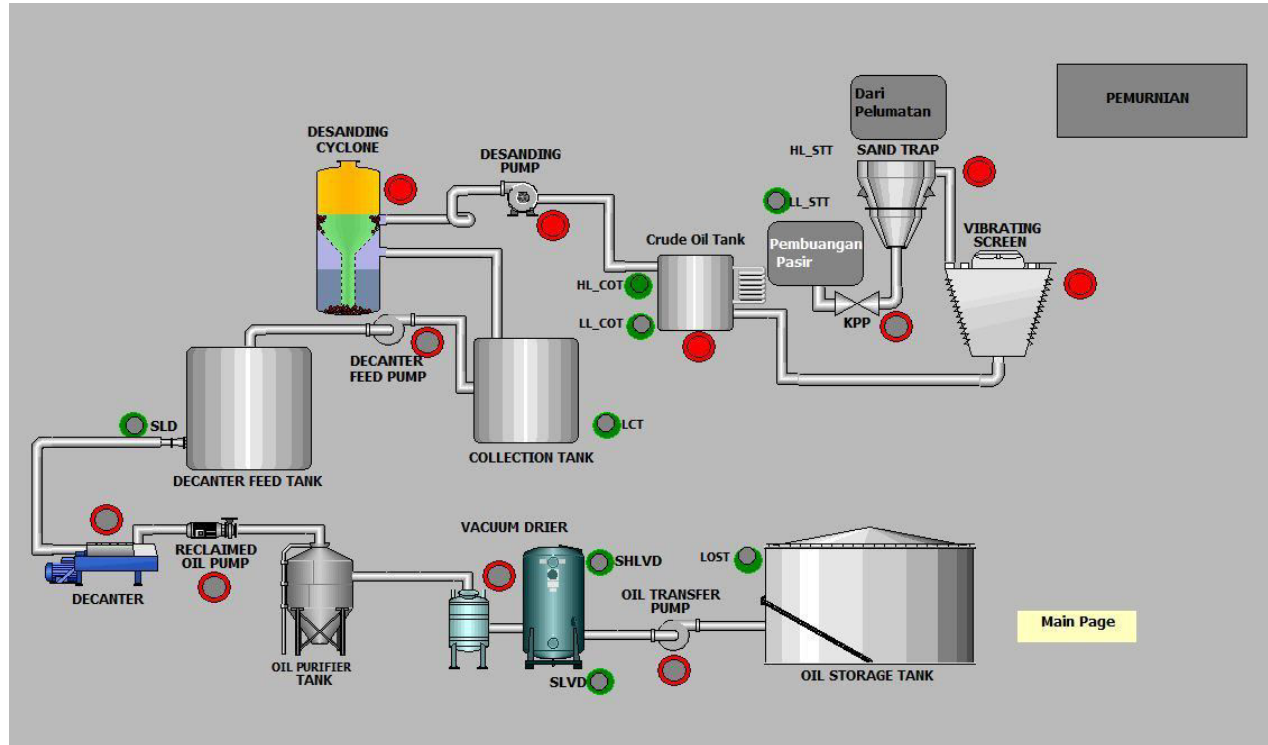 PEMURNIAN
Dari
Pelumatan
SAND TRAP
HL_STT
LL_STT
DESANDING
CYCLONE
DESANDING
PUMP
Crude Oil Tank
Pembuangan
Pasir
VIBRATING
SCREEN
HL_COT
LL_COT
KPP
DECANTER
FEED PUMP
SLD
LCT
COLLECTION TANK
DECANTER FEED TANK
RECLAIMED
OIL PUMP
DECANTER
VACUUM DRIER
SHLVD
LOST
OIL TRANSFER
PUMP
Main Page
OIL PURIFIER
TANK
SLVD
OIL STORAGE TANK